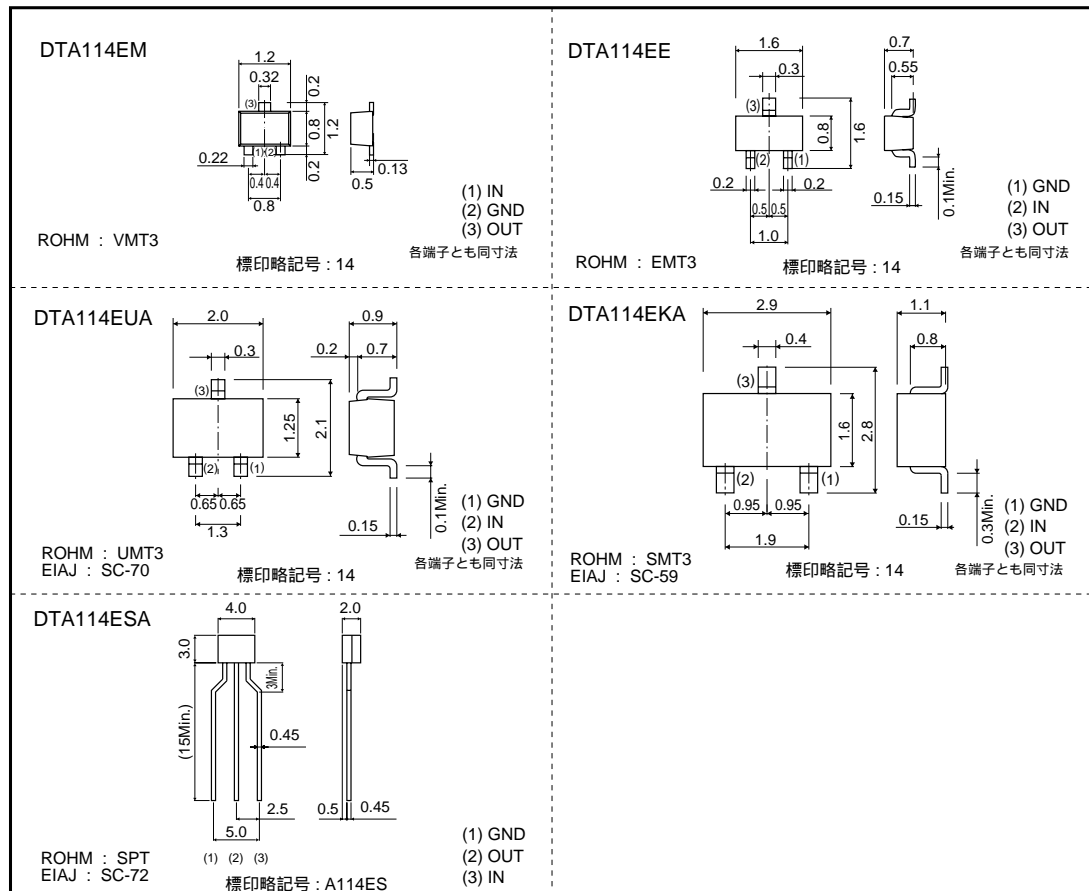 DTA114EM
1.2
0.32
0.2
(3)
0.8
1.2
(1) (2)
0.22
0.2
0.13
0.4 0.4
0.5
0.8
(1) IN
(2) GND
(3) OUT
各端子とも同寸法
ROHM : VMT3
標印略記号 : 14
DTA114EE
1.6
0.7
0.3
0.55
(3)
0.8
1.6
(2)
(1)
0.2
0.2
0.15
0.1Min.
0.5 0.5
1.0
(1) GND
(2) IN
(3) OUT
各端子とも同寸法
ROHM : EMT3
標印略記号 : 14
DTA114EUA
2.0
0.9
0.3
0.2
0.7
(3)
1.25
2.1
(2)
(1)
0.65 0.65
1.3
0.15
0.1Min.
(1) GND
(2) IN
(3) OUT
各端子とも同寸法
ROHM : UMT3
EIAJ : SC-70
標印略記号 : 14
DTA114EKA
2.9
1.1
0.4
0.8
(3)
1.6
2.8
(2)
(1)
0.95 0.95
1.9
0.15
0.3Min.
(1) GND
(2) IN
(3) OUT
各端子とも同寸法
ROHM : SMT3
EIAJ : SC-59
標印略記号 : 14
DTA114ESA
4.0
2.0
3.0
3Min.
(15Min.)
0.45
2.5
0.5
0.45
5.0
(1) (2) (3)
(1) GND
(2) OUT
(3) IN
ROHM : SPT
EIAJ : SC-72
標印略記号 : A114ES